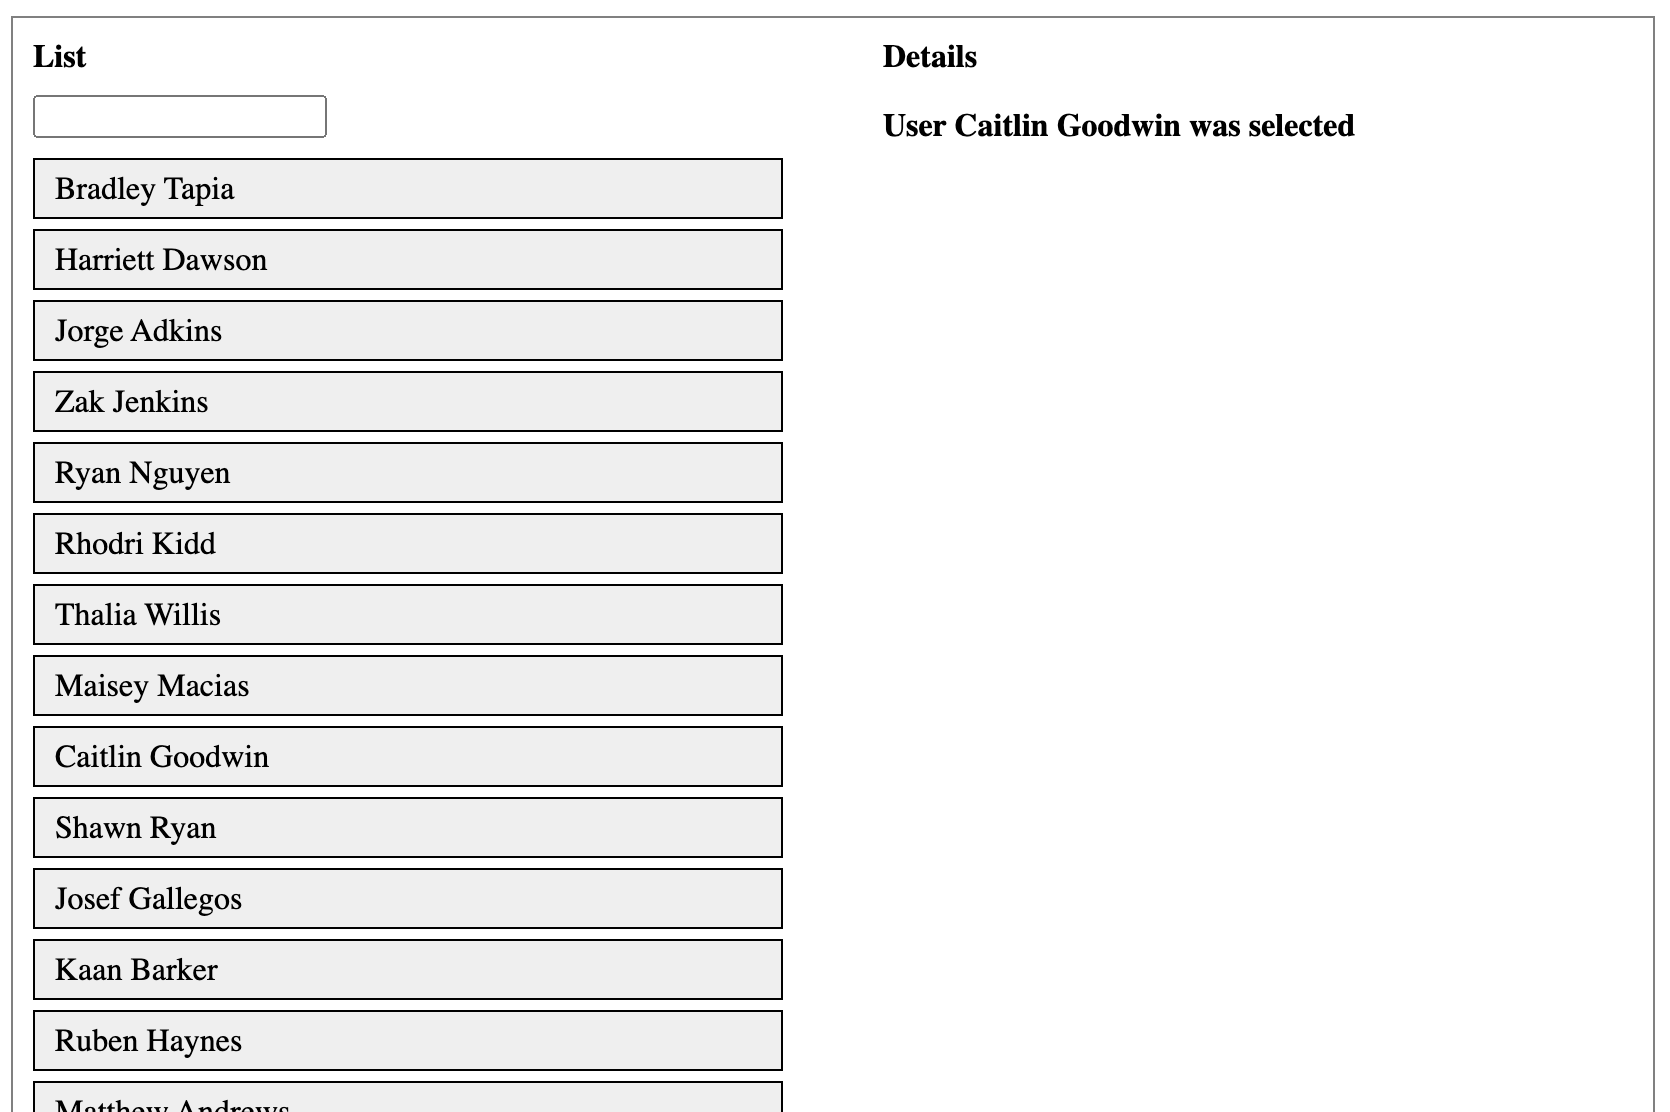 List
Bradley Tapia
Harriett Dawson
Jorge Adkins
Zak Jenkins
Ryan Nguyen
Rhodri Kidd
Thalia Willis
Maisey Macias
Caitlin Goodwin
Shawn Ryan
Josef Gallegos
Kaan Barker
Ruben Haynes
Matthew Andrews
Details
User Caitlin Goodwin was selected